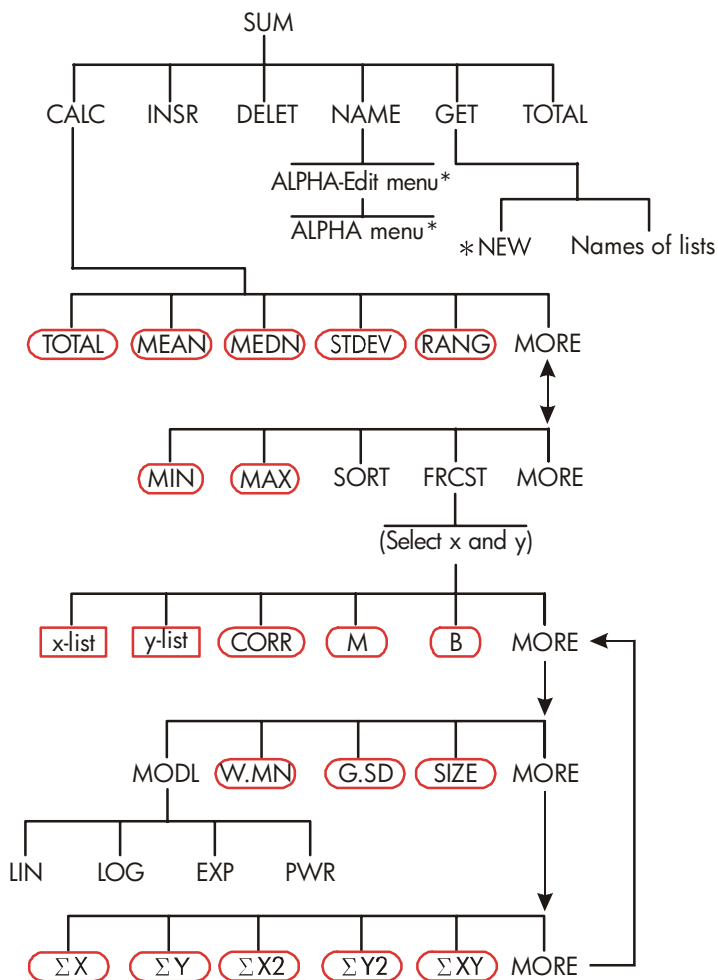 SUM
CALC INSR DELET NAME GET TOTAL
ALPHA-Edit menu*
ALPHA menu*
*NEW Names of lists
TOTAL MEAN MEDN STDEV RANG MORE
MIN MAX SORT FRCST MORE
(Select x and y)
x-list y-list CORR M B MORE
MODL W.MN G.SD SIZE MORE
LIN LOG EXP PWR
ΣX ΣY ΣX2 ΣY2 ΣXY MORE